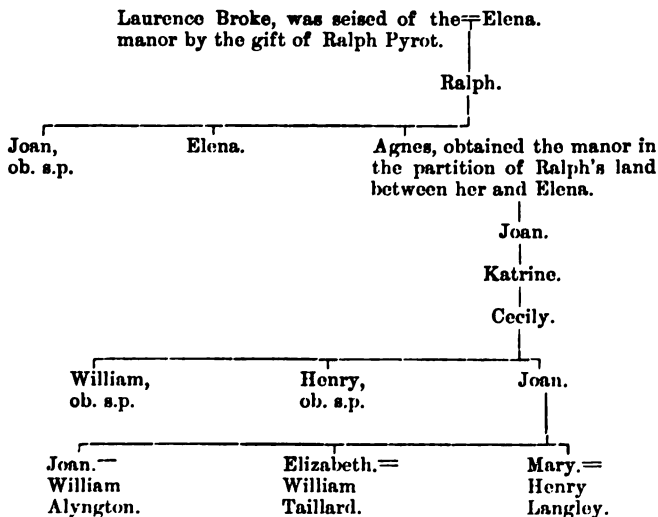 Laurence Broke, was seised of the=Elena.
manor by the gift of Ralph Pyrot.
Ralph.
Joan,
ob. s.p.
Elena.
Agnes, obtained the manor in
the partition of Ralph's land
between her and Elena.
Joan.
Katrine.
Cecily.
William,
ob. s.p.
Henry,
ob. s.p.
Joan.
Joan.—
William
Alyngton.
Elizabeth.=
William
Taillard.
Mary.=
Henry
Langley.